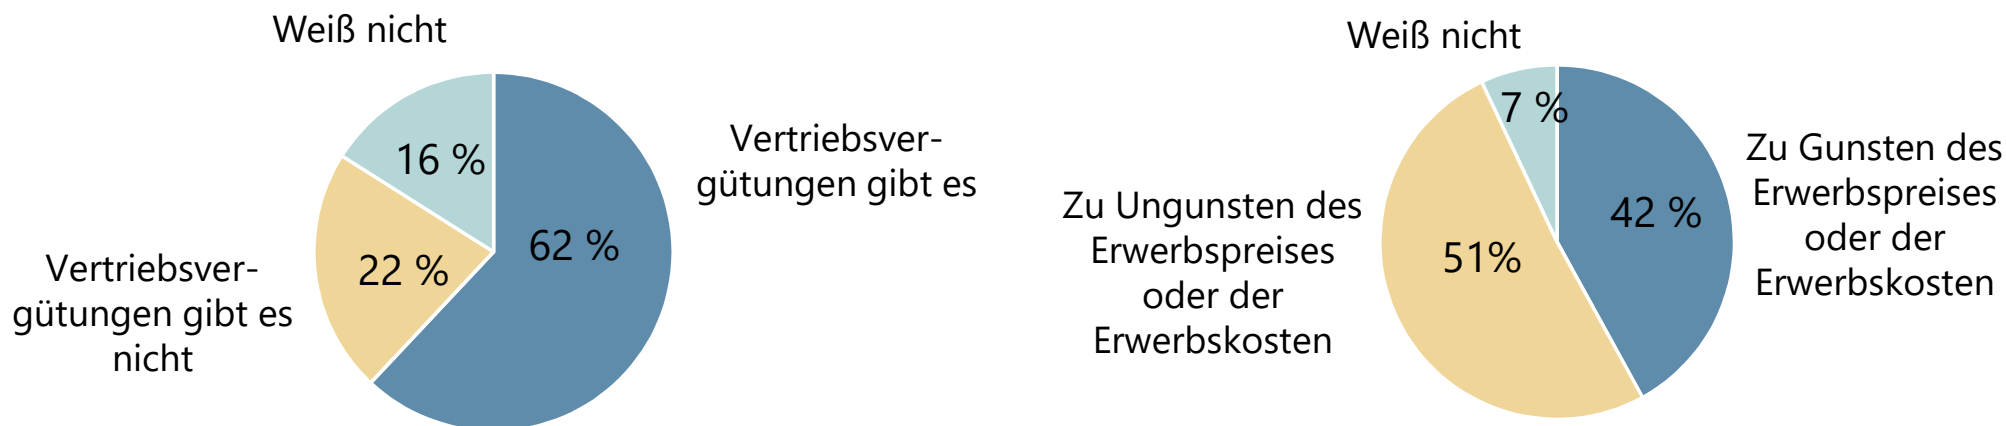 Weiß nicht
Vertriebsver-
gütungen gibt es
16 %
62 %
22 %
Vertriebsver-
gütungen gibt es
nicht
Weiß nicht
7 %
Zu Gunsten des
Erwerbspreises
oder der
Erwerbskosten
42 %
Zu Ungunsten des
Erwerbspreises
oder der
Erwerbskosten
51%